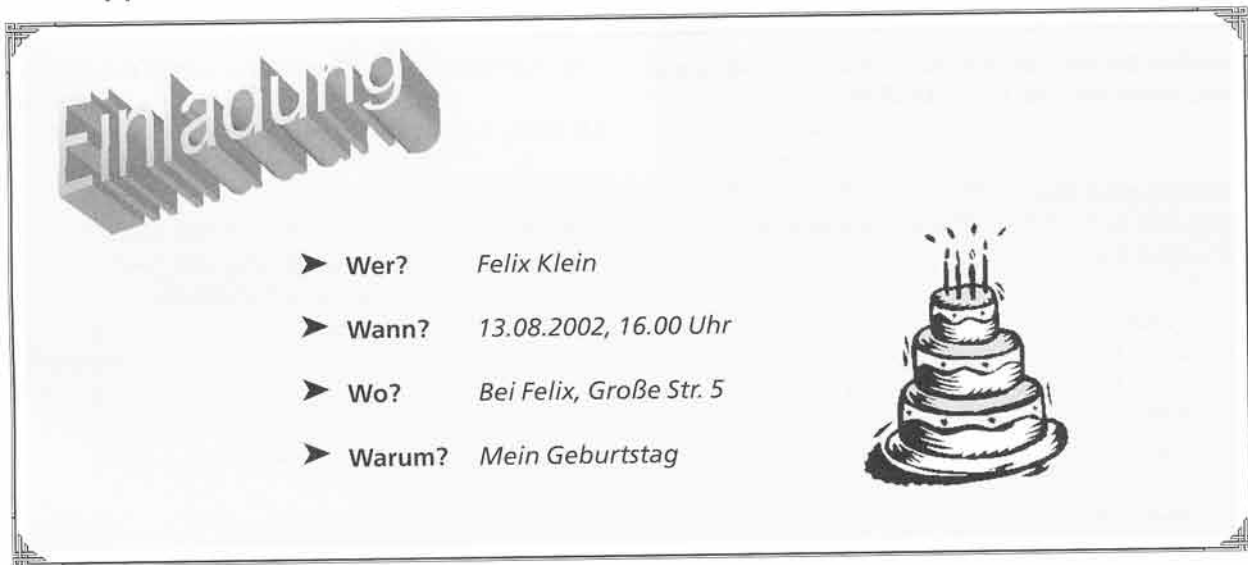 Einladung
➤ Wer? Felix Klein
➤ Wann? 13.08.2002, 16.00 Uhr
➤ Wo? Bei Felix, Große Str. 5
➤ Warum? Mein Geburtstag